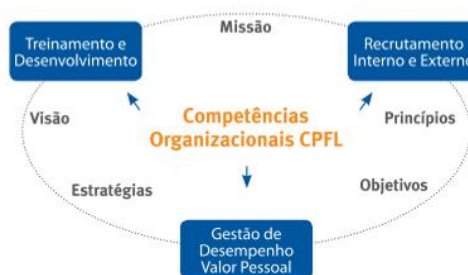 Missão
Treinamento e
Desenvolvimento
Recrutamento
Interno e Externo
Visão
Competências
Organizacionais CPFL
Princípios
Estratégias
Objetivos
Gestão de
Desempenho
Valor Pessoal